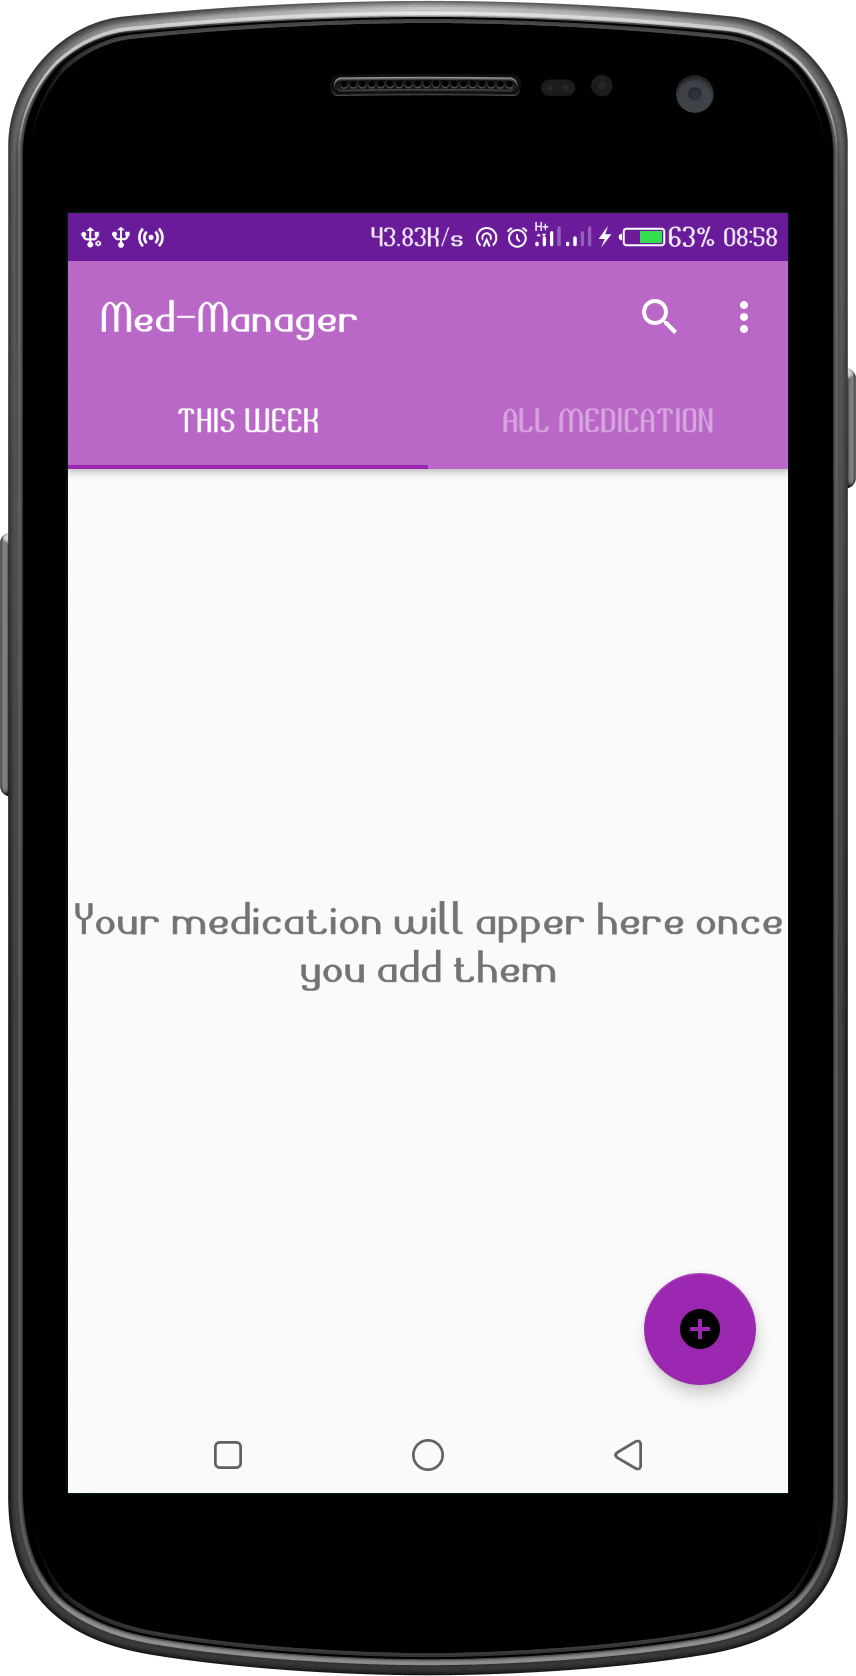 43.83K/s H+ 63% 08:58
Med-Manager
THIS WEEK ALL MEDICATION
Your medication will apper here once
you add them